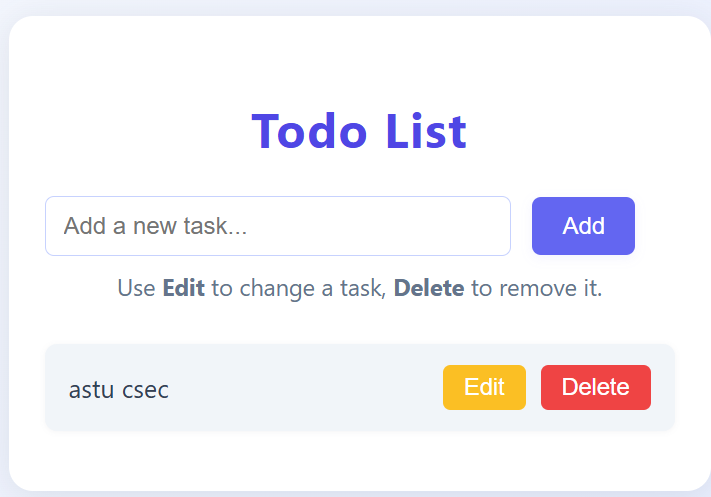 Todo List
Add a new task...
Add
Use Edit to change a task, Delete to remove it.
astu csec
Edit
Delete